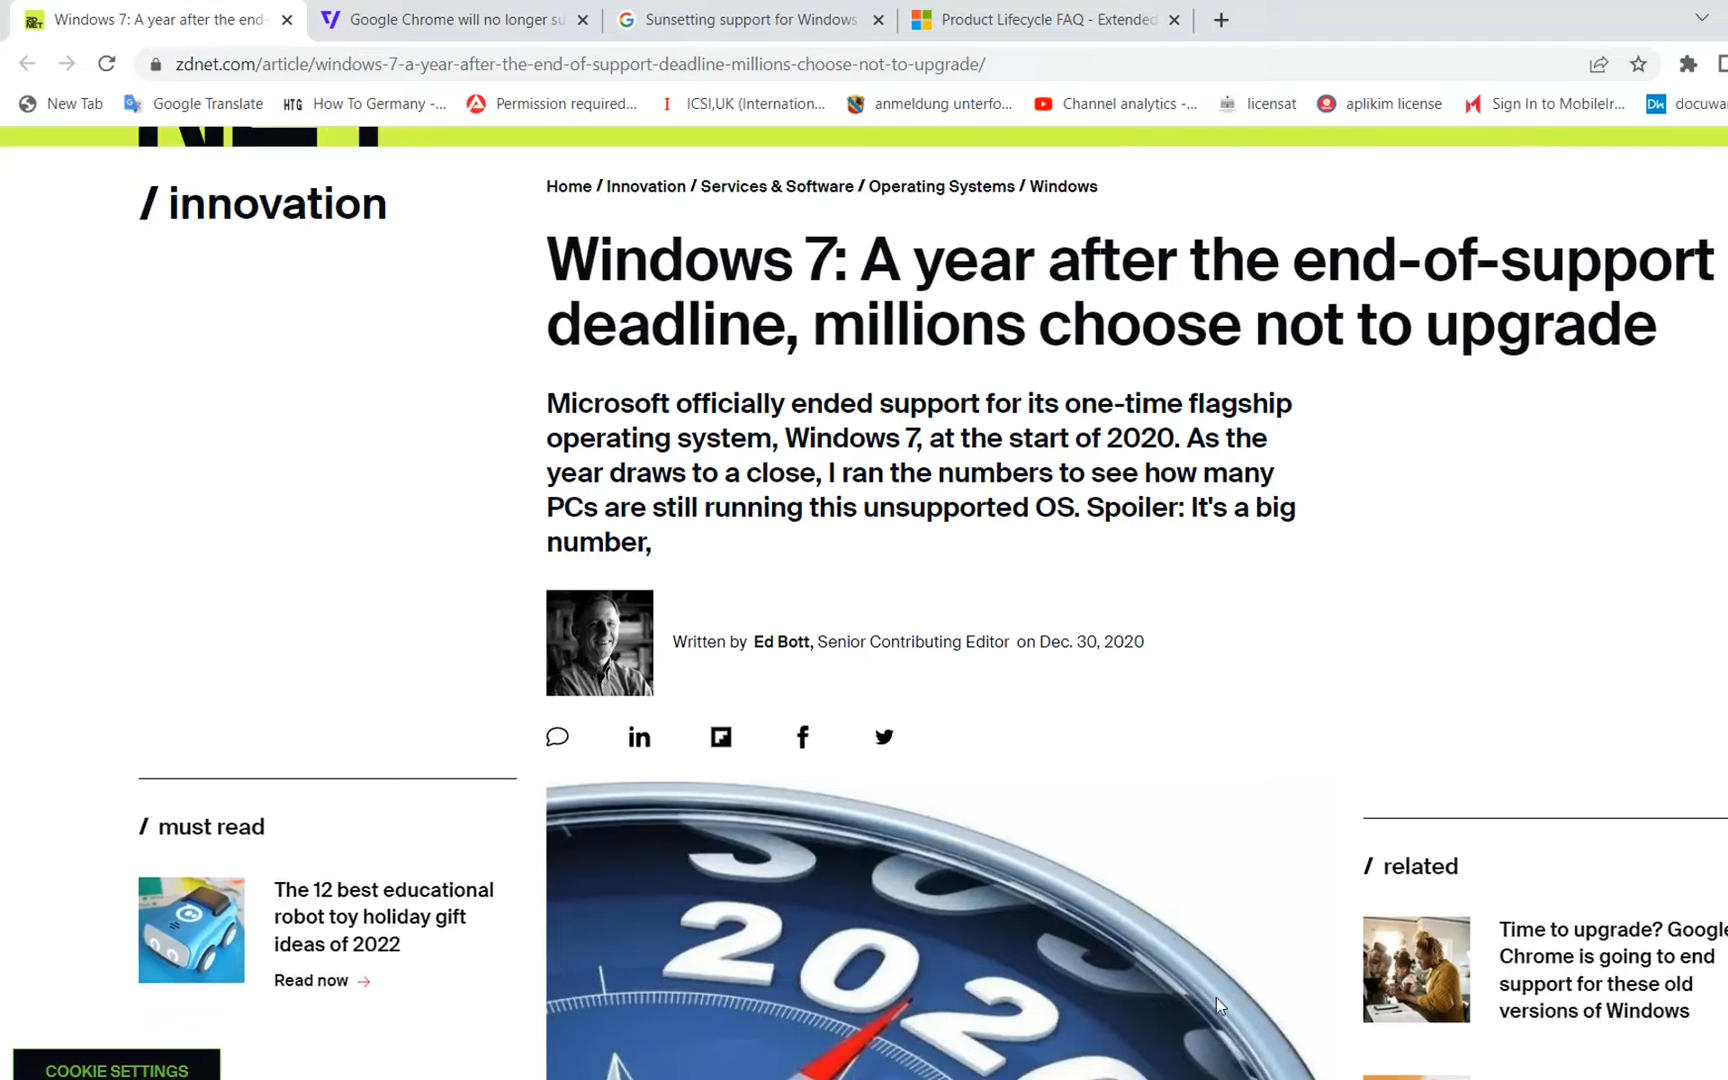 Windows 7: A year after the end-
Google Chrome will no longer su
Sunsetting support for Windows
Product Lifecycle FAQ - Extended
zdnet.com/article/windows-7-a-year-after-the-end-of-support-deadline-millions-choose-not-to-upgrade/
New Tab
Google Translate
HTG How To Germany -...
Permission required...
ICSI,UK (Internation...
anmeldung unterfo...
Channel analytics -...
licensat
aplikim license
Sign In to MobileIr...
Dw docuwa
/ innovation
Home / Innovation / Services & Software / Operating Systems / Windows
Windows 7: A year after the end-of-support
deadline, millions choose not to upgrade
Microsoft officially ended support for its one-time flagship
operating system, Windows 7, at the start of 2020. As the
year draws to a close, I ran the numbers to see how many
PCs are still running this unsupported OS. Spoiler: It's a big
number,
Written by Ed Bott, Senior Contributing Editor on Dec. 30, 2020
/ must read
The 12 best educational
robot toy holiday gift
ideas of 2022
Read now →
2020
/ related
Time to upgrade? Google
Chrome is going to end
support for these old
versions of Windows
COOKIE SETTINGS